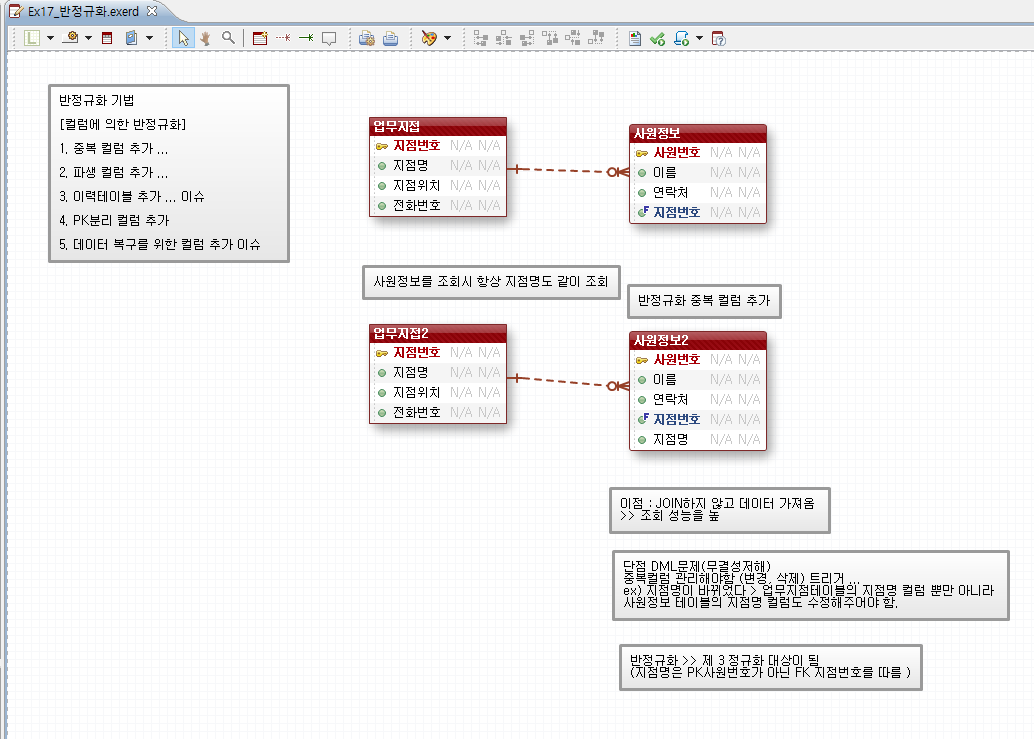 Ex17_반정규화.exerd
반정규화 기법
[컬럼에 의한 반정규화]
1. 중복 컬럼 추가 ...
2. 파생 컬럼 추가 ...
3. 이력테이블 추가 ... 이슈
4. PK분리 컬럼 추가
5. 데이터 복구를 위한 컬럼 추가 이슈
업무지점
지점번호 N/A N/A
지점명 N/A N/A
지점위치 N/A N/A
전화번호 N/A N/A
사원정보
사원번호 N/A N/A
이름 N/A N/A
연락처 N/A N/A
지점번호 N/A N/A
사원정보를 조회시 항상 지점명도 같이 조회
반정규화 중복 컬럼 추가
업무지점2
지점번호 N/A N/A
지점명 N/A N/A
지점위치 N/A N/A
전화번호 N/A N/A
사원정보2
사원번호 N/A N/A
이름 N/A N/A
연락처 N/A N/A
지점번호 N/A N/A
지점명 N/A N/A
이점 : JOIN하지 않고 데이터 가져옴
>> 조회 성능을 높
단점 DML문제(무결성저해)
중복컬럼 관리해야함 (변경, 삭제) 트리거 ...
ex) 지점명이 바뀌었다 > 업무지점테이블의 지점명 컬럼 뿐만 아니라
사원정보 테이블의 지점명 컬럼도 수정해주어야 함.
반정규화 >> 제 3 정규화 대상이 됨
(지점명은 PK사원번호가 아닌 FK 지점번호를 따름 )